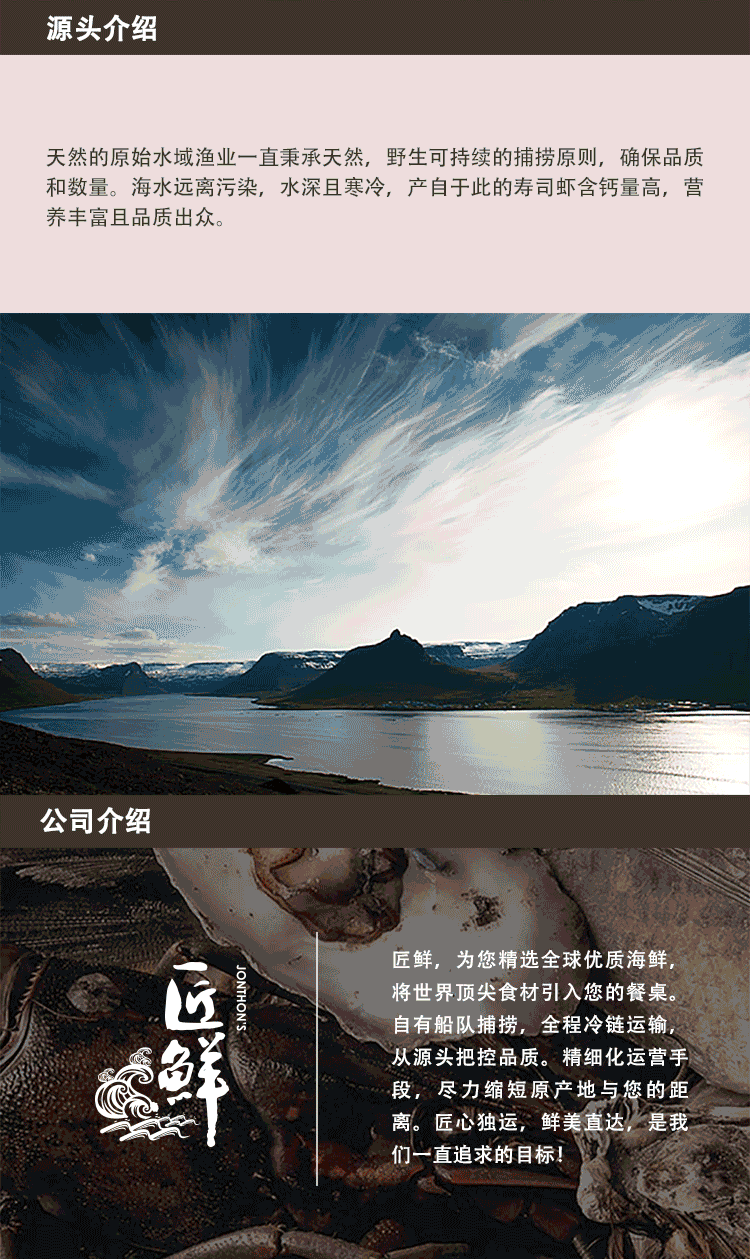 源头介绍
天然的原始水域渔业一直秉承天然，野生可持续的捕捞原则，确保品质
和数量。海水远离污染，水深且寒冷，产自于此的寿司虾含钙量高，营
养丰富且品质出众。
公司介绍
匠鲜
JONTHON'S
匠鲜，为您精选全球优质海鲜，
将世界顶尖食材引入您的餐桌。
自有船队捕捞，全程冷链运输，
从源头把控品质。精细化运营手
段，尽力缩短原产地与您的距
离。匠心独运，鲜美直达，是我
们一直追求的目标！